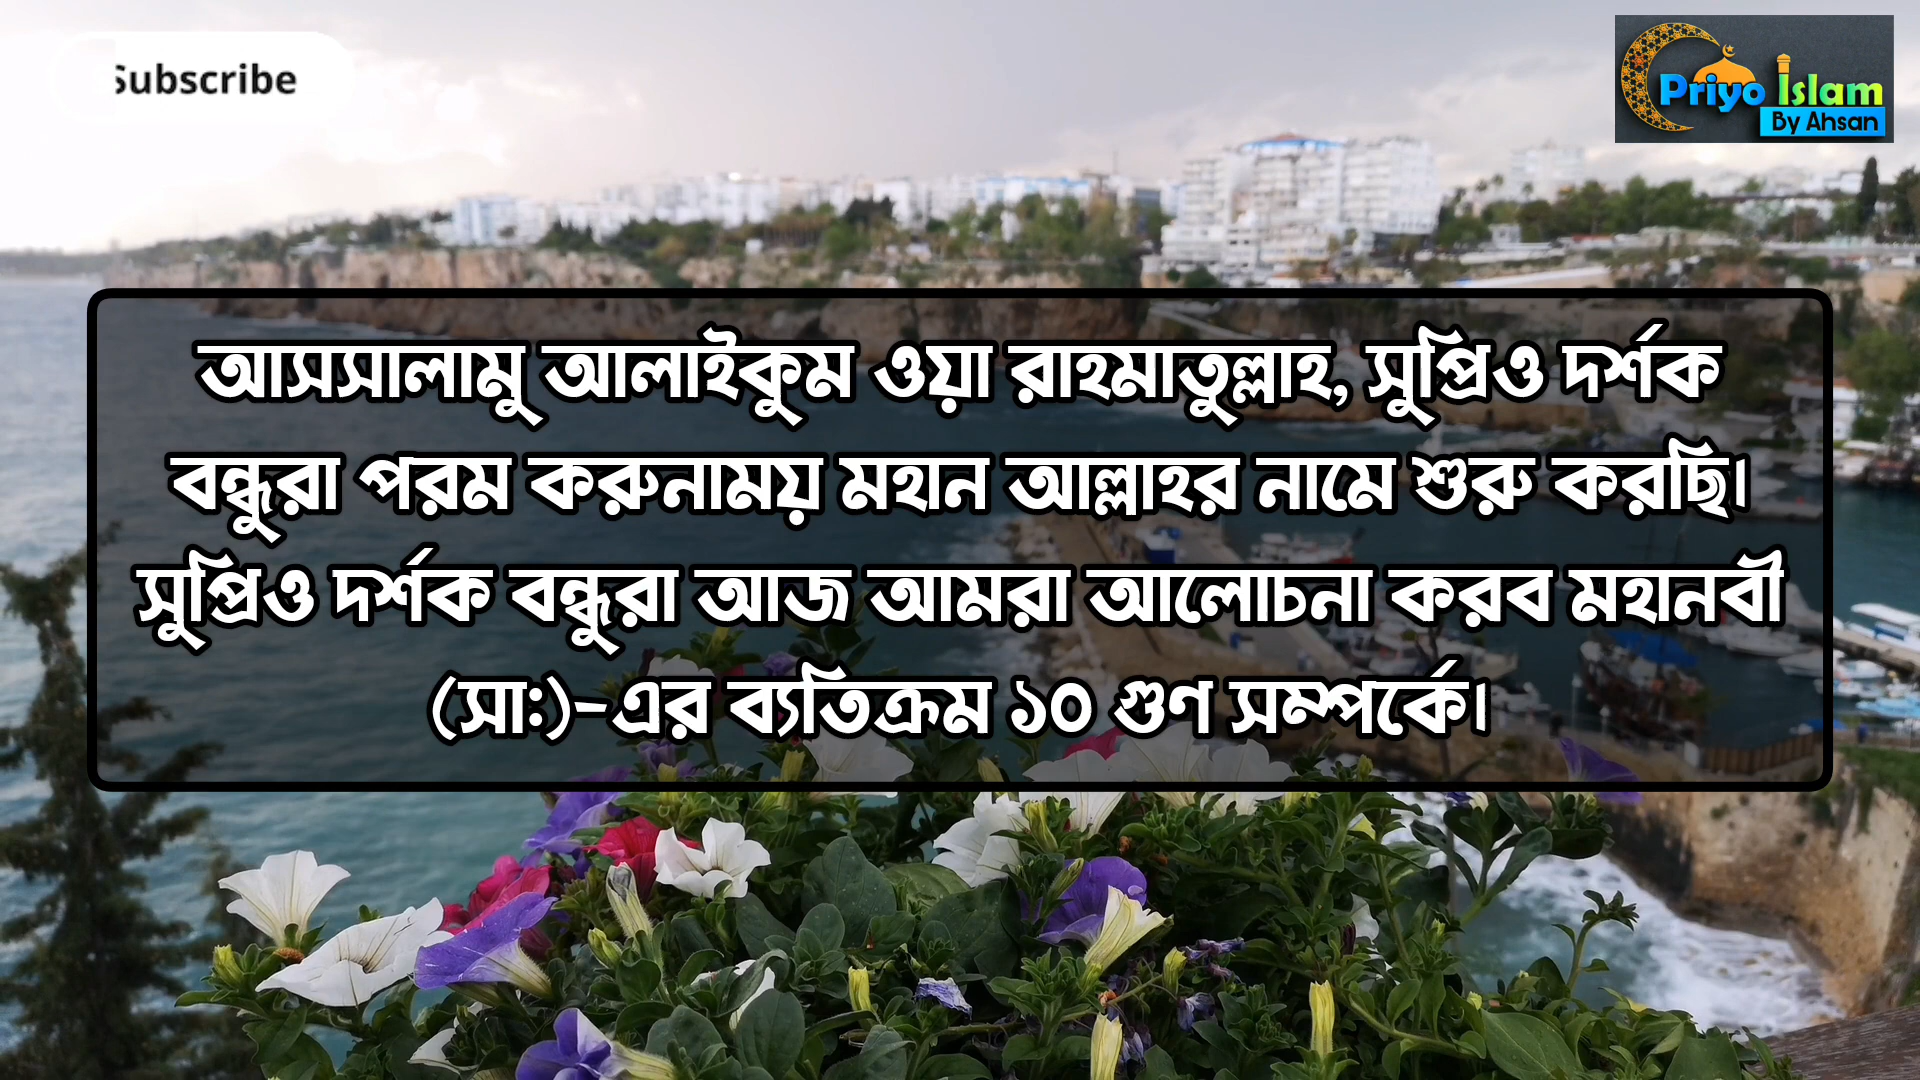 Subscribe
Priyo Islam
By Ahsan
আসসালামু আলাইকুম ওয়া রাহমাতুল্লাহ, সুপ্রিও দর্শক
বন্ধুরা পরম করুনাময় মহান আল্লাহর নামে শুরু করছি।
সুপ্রিও দর্শক বন্ধুরা আজ আমরা আলোচনা করব মহানবী
(সাঃ)-এর ব্যতিক্রম ১০ গুণ সম্পর্কে।